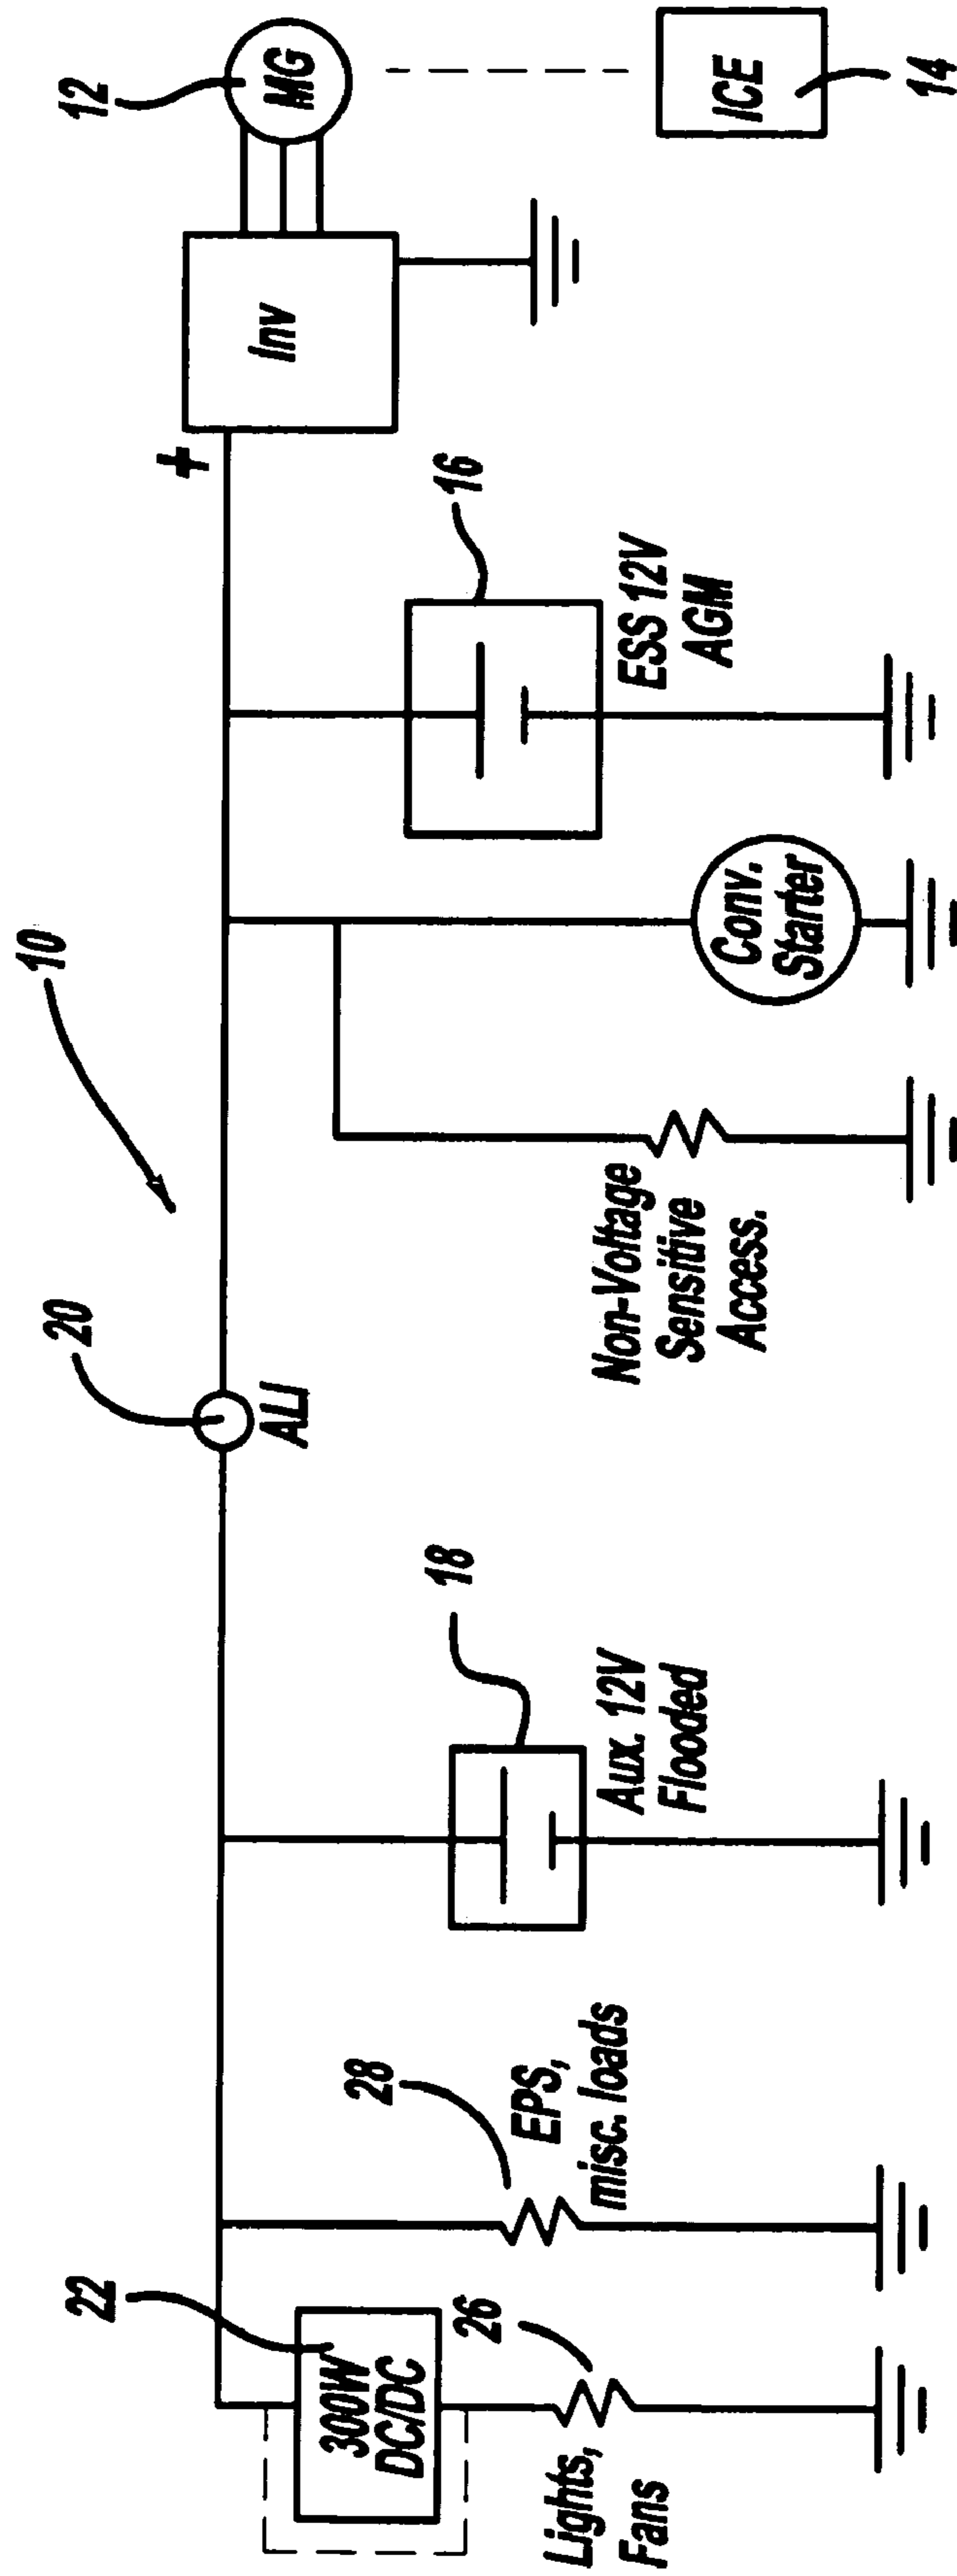 10
22
300W
DC/DC
26
Lights,
Fans
28
EPS,
misc. loads
18
Aux. 12V
Flooded
20
ALI
Non-Voltage
Sensitive
Access.
Conv.
Starter
16
ESS 12V
AGM
+
Inv
12
MG
ICE
14